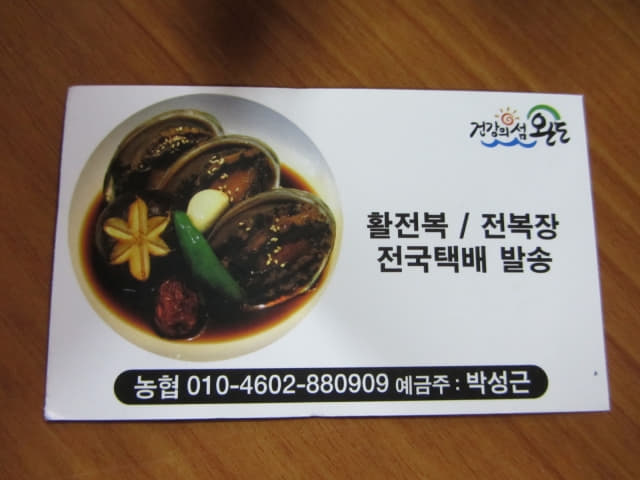 건강의 섬 완도
활전복 / 전복장
전국택배 발송
농협 010-4602-880909 예금주 : 박성근